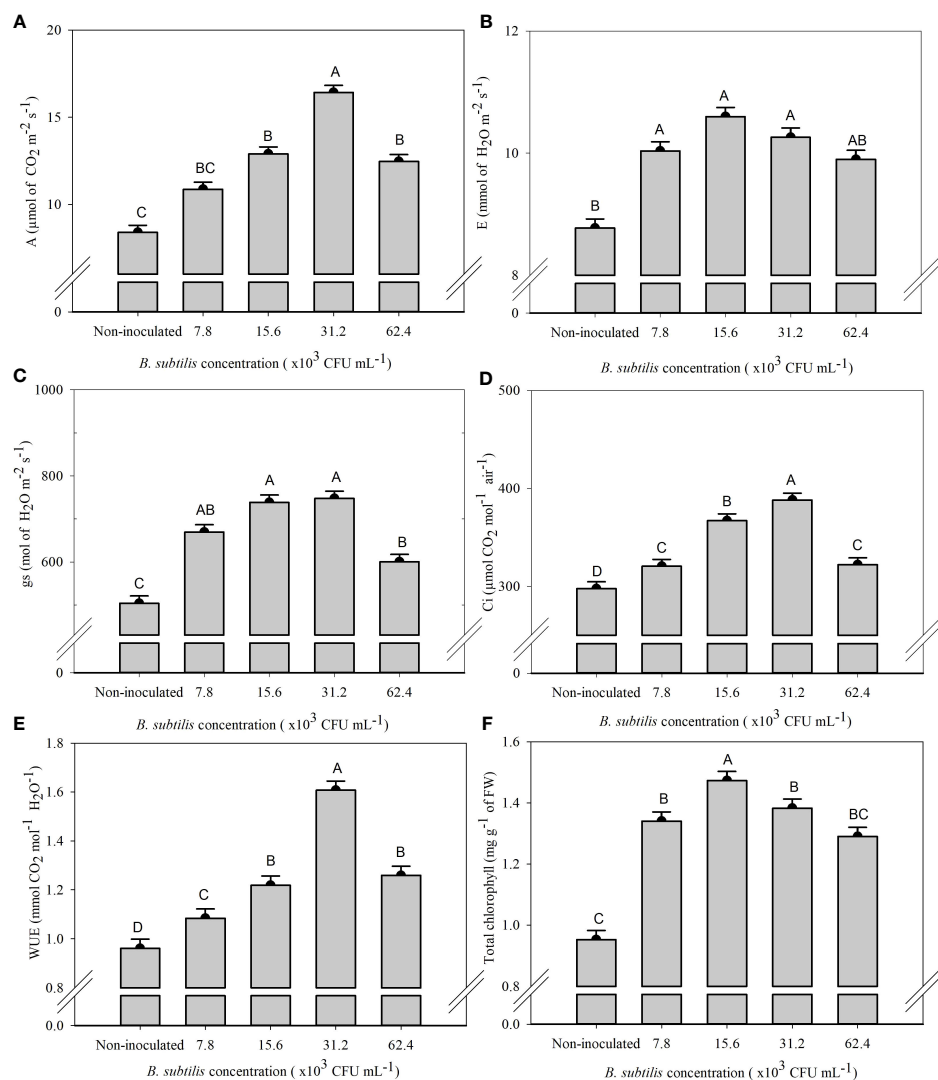 A
20
A
15
B
B
BC
C
10
0
A (μmol of CO2 m-2 s-1)
Non-inoculated 7.8 15.6 31.2 62.4
B. subtilis concentration ( x10^3 CFU mL-1)
B
12
A
A
A
AB
10
B
8
0
E (mmol of H2O m-2 s-1)
Non-inoculated 7.8 15.6 31.2 62.4
B. subtilis concentration ( x10^3 CFU mL-1)
C
1000
800
A
A
AB
B
600
C
0
gs (mol of H2O m-2 s-1)
Non-inoculated 7.8 15.6 31.2 62.4
B. subtilis concentration ( x10^3 CFU mL-1)
D
500
400
A
B
C
C
D
300
0
Ci (μmol CO2 mol-1 air-1)
Non-inoculated 7.8 15.6 31.2 62.4
B. subtilis concentration ( x10^3 CFU mL-1)
E
1.8
A
1.6
1.4
B
B
1.2
C
D
1.0
0.8
0.0
WUE (mmol CO2 mol-1 H2O-1)
Non-inoculated 7.8 15.6 31.2 62.4
B. subtilis concentration ( x10^3 CFU mL-1)
F
1.6
A
B
B
BC
1.4
1.2
C
1.0
0.8
0.0
Total chlorophyll (mg g-1 of FW)
Non-inoculated 7.8 15.6 31.2 62.4
B. subtilis concentration ( x10^3 CFU mL-1)